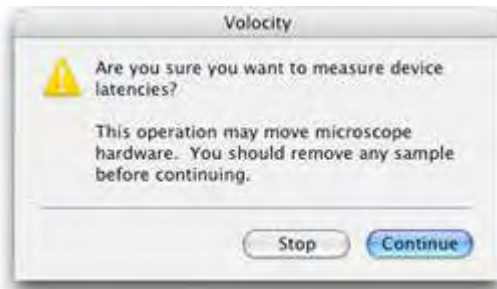 Volocity
Are you sure you want to measure device
latencies?
This operation may move microscope
hardware. You should remove any sample
before continuing.
Stop
Continue